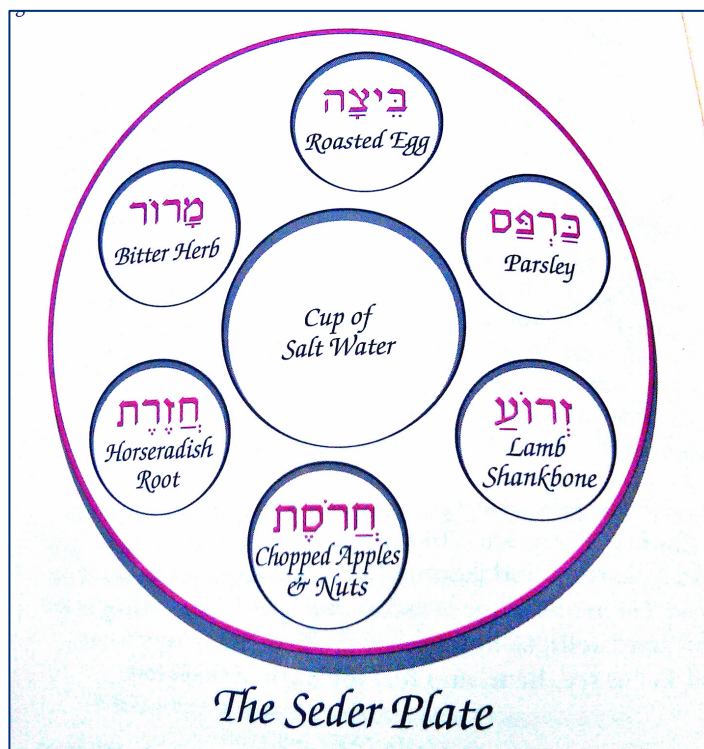 בֵּיצָה
Roasted Egg
מָרוֹר
Bitter Herb
כַּרְפַּס
Parsley
Cup of
Salt Water
חֲזֶרֶת
Horseradish
Root
זְרוֹעַ
Lamb
Shankbone
חֲרֹסֶת
Chopped Apples
& Nuts
The Seder Plate